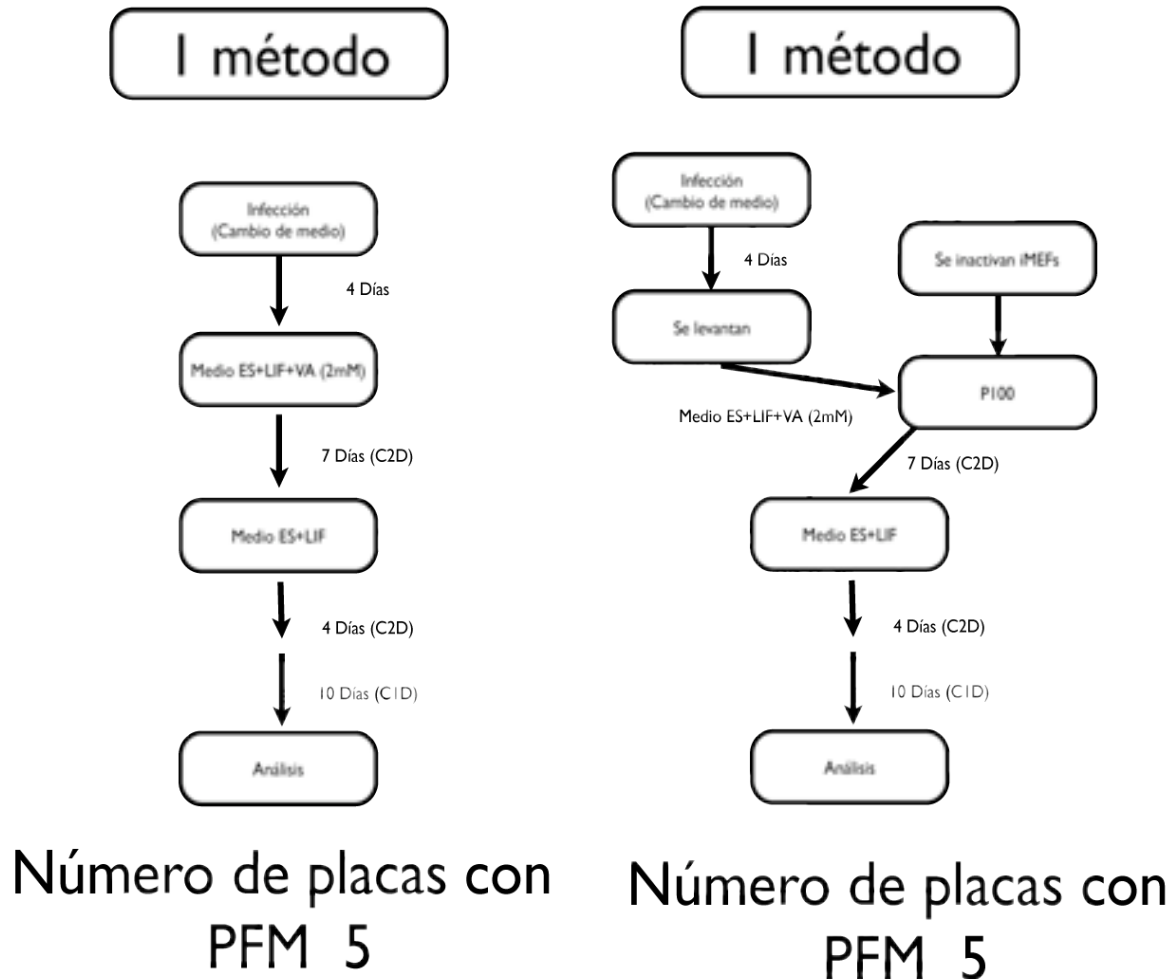 1 método
Infección
(Cambio de medio)
4 Días
Medio ES+LIF+VA (2mM)
7 Días (C2D)
Medio ES+LIF
4 Días (C2D)
10 Días (C1D)
Análisis
Número de placas con
PFM 5
1 método
Infección
(Cambio de medio)
4 Días
Se levantan
Se inactivan iMEFs
P100
Medio ES+LIF+VA (2mM)
7 Días (C2D)
Medio ES+LIF
4 Días (C2D)
10 Días (C1D)
Análisis
Número de placas con
PFM 5